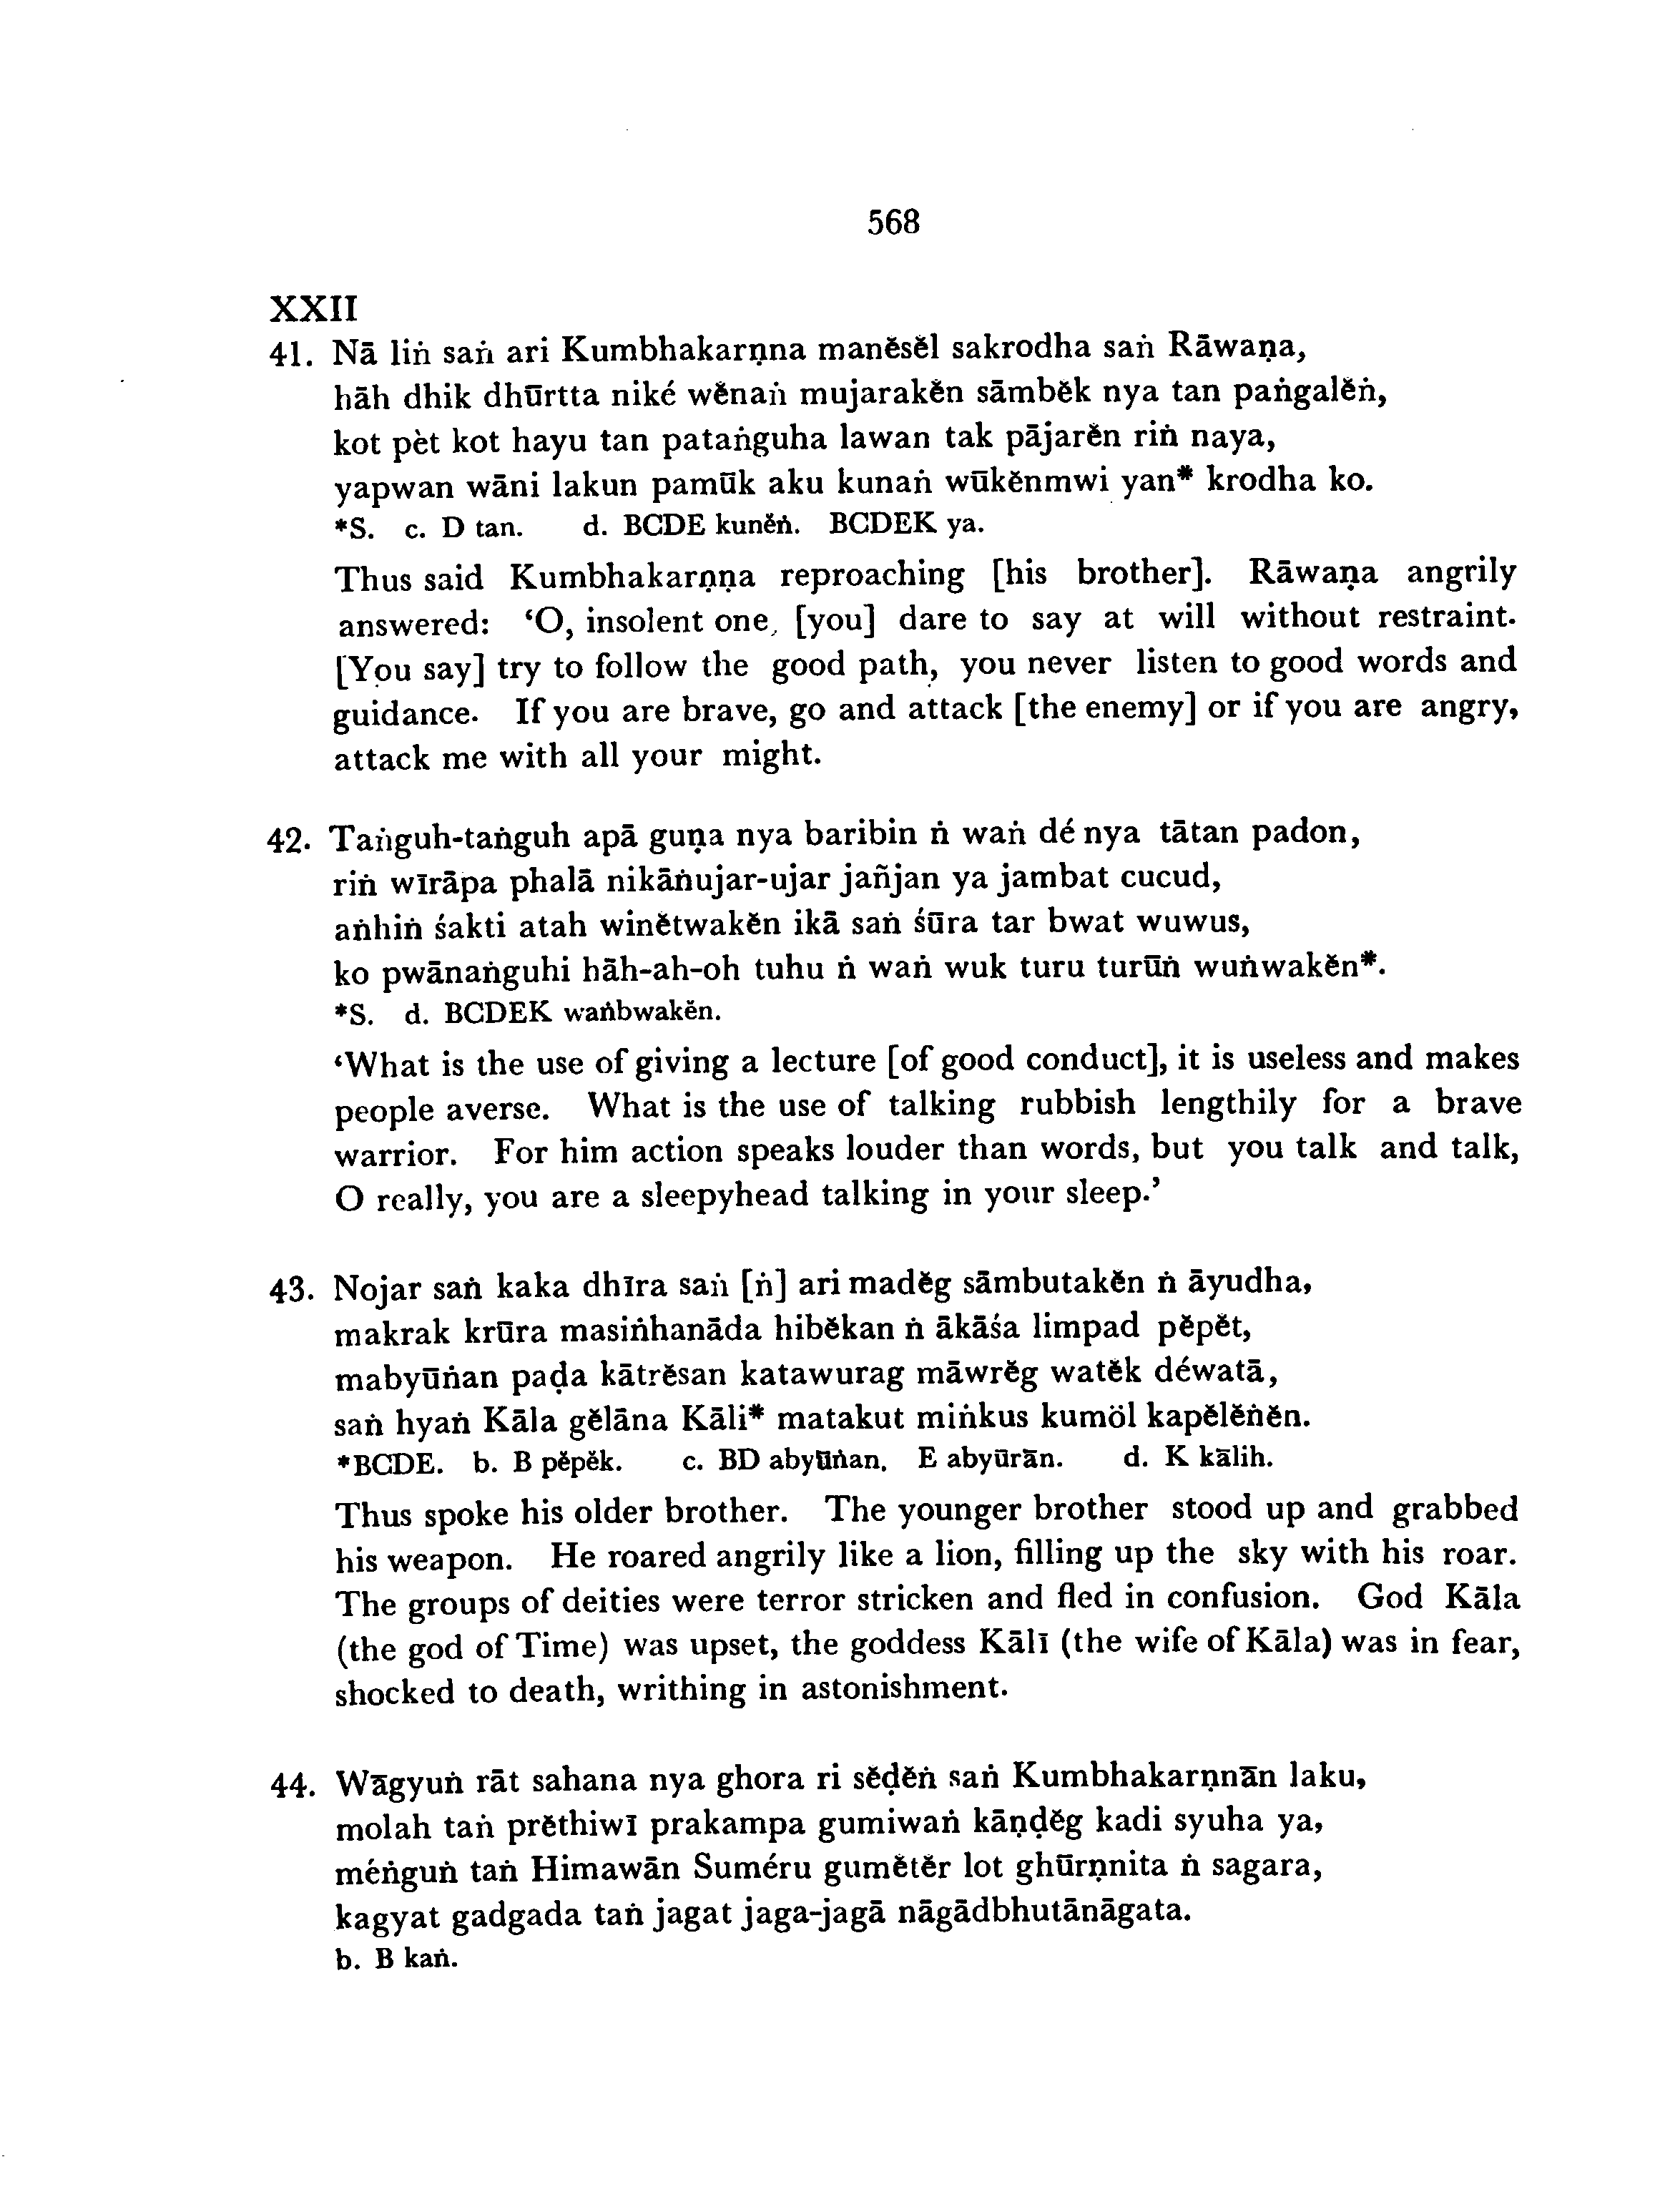 568
XXII
41. Nā liṅ saṅ ari Kumbhakarṇna manĕsĕl sakrodha saṅ Rāwaṇa,
hāh dhik dhūrtta niké wĕnaṅ mujarakĕn sāmbĕk nya tan paṅgalĕṅ,
kot pèt kot hayu tan pataṅguha lawan tak pājarĕn riṅ naya,
yapwan wāni lakun pamūk aku kunaṅ wūkĕnmwi yan* krodha ko.
*S. c. D tan. d. BCDE kunĕṅ. BCDEK ya.
Thus said Kumbhakarṇṇa reproaching [his brother]. Rāwaṇa angrily
answered: ‘O, insolent one, [you] dare to say at will without restraint.
[You say] try to follow the good path, you never listen to good words and
guidance. If you are brave, go and attack [the enemy] or if you are angry,
attack me with all your might.
42. Taṅguh-taṅguh apā guṇa nya baribin ṅ waṅ dé nya tātan padon,
riṅ wīrāpa phalā nikāṅujar-ujar jañjan ya jambat cucud,
aṅhiṅ śakti atah winĕtwakĕn ikā saṅ śūra tar bwat wuwus,
ko pwānaṅguhi hāh-ah-oh tuhu ṅ waṅ wuk turu turūṅ wuṅwakĕn*.
*S. d. BCDEK waṅbwakĕn.
‘What is the use of giving a lecture [of good conduct], it is useless and makes
people averse. What is the use of talking rubbish lengthily for a brave
warrior. For him action speaks louder than words, but you talk and talk,
O really, you are a sleepyhead talking in your sleep.’
43. Nojar saṅ kaka dhīra saṅ [ṅ] ari madĕg sāmbutakĕn ṅ āyudha,
makrak krūra masiṅhanāda hibĕkan ṅ ākāśa limpad pĕpĕt,
mabyūṅan paḍa kātrĕsan katawurag māwrĕg watĕk déwatā,
saṅ hyaṅ Kāla gĕlāna Kāli* matakut miṅkus kumöl kapĕlĕṅĕn.
*BCDE. b. B pĕpĕk. c. BD abyūṅan. E abyūrān. d. K kālih.
Thus spoke his older brother. The younger brother stood up and grabbed
his weapon. He roared angrily like a lion, filling up the sky with his roar.
The groups of deities were terror stricken and fled in confusion. God Kāla
(the god of Time) was upset, the goddess Kālī (the wife of Kāla) was in fear,
shocked to death, writhing in astonishment.
44. Wāgyuṅ rāt sahana nya ghora ri sĕḍĕṅ saṅ Kumbhakarṇnān laku,
molah taṅ prĕthiwī prakampa gumiwaṅ kāṇḍĕg kadi syuha ya,
méṅguṅ taṅ Himawān Suméru gumĕtĕr lot ghūrṇnita ṅ sagara,
kagyat gadgada taṅ jagat jaga-jagā nāgādbhutānāgata.
b. B kaṅ.